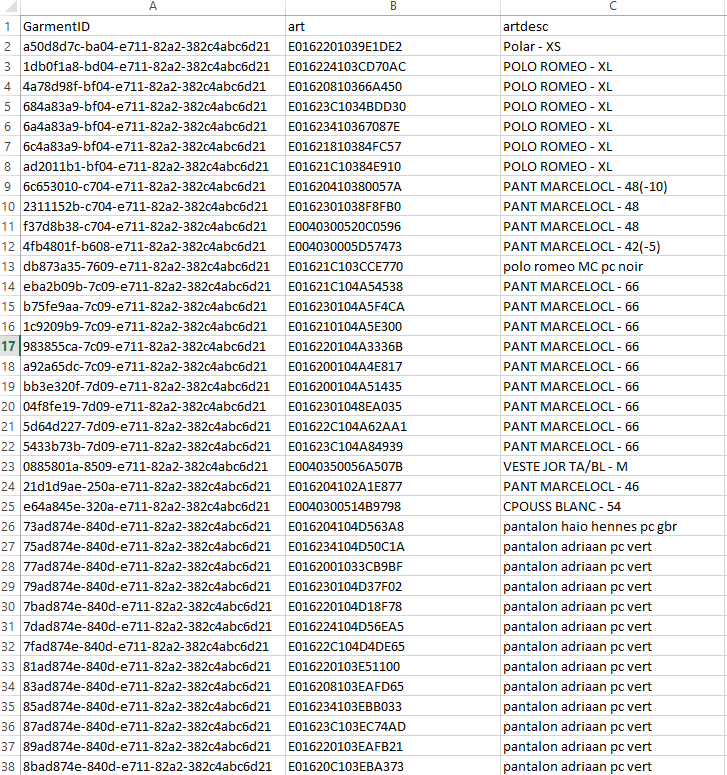 A B C
1 GarmentID art artdesc
2 a50d8d7c-ba04-e711-82a2-382c4abc6d21 E0162201039E1DE2 Polar - XS
3 1db0f1a8-bd04-e711-82a2-382c4abc6d21 E016224103CD70AC POLO ROMEO - XL
4 4a78d98f-bf04-e711-82a2-382c4abc6d21 E01620810366A450 POLO ROMEO - XL
5 684a83a9-bf04-e711-82a2-382c4abc6d21 E01623C1034BDD30 POLO ROMEO - XL
6 6a4a83a9-bf04-e711-82a2-382c4abc6d21 E01623410367087E POLO ROMEO - XL
7 6c4a83a9-bf04-e711-82a2-382c4abc6d21 E01621810384FC57 POLO ROMEO - XL
8 ad2011b1-bf04-e711-82a2-382c4abc6d21 E01621C10384E910 POLO ROMEO - XL
9 6c653010-c704-e711-82a2-382c4abc6d21 E01620410380057A PANT MARCELOCL - 48(-10)
10 2311152b-c704-e711-82a2-382c4abc6d21 E0162301038F8FB0 PANT MARCELOCL - 48
11 f37d8b38-c704-e711-82a2-382c4abc6d21 E0040300520C0596 PANT MARCELOCL - 48
12 4fb4801f-b608-e711-82a2-382c4abc6d21 E004030005D57473 PANT MARCELOCL - 42(-5)
13 db873a35-7609-e711-82a2-382c4abc6d21 E01621C103CCE770 polo romeo MC pc noir
14 eba2b09b-7c09-e711-82a2-382c4abc6d21 E01621C104A54538 PANT MARCELOCL - 66
15 b75fe9aa-7c09-e711-82a2-382c4abc6d21 E016230104A5F4CA PANT MARCELOCL - 66
16 1c9209b9-7c09-e711-82a2-382c4abc6d21 E016210104A5E300 PANT MARCELOCL - 66
17 983855ca-7c09-e711-82a2-382c4abc6d21 E016220104A3336B PANT MARCELOCL - 66
18 a92a65dc-7c09-e711-82a2-382c4abc6d21 E016200104A4E817 PANT MARCELOCL - 66
19 bb3e320f-7d09-e711-82a2-382c4abc6d21 E016200104A51435 PANT MARCELOCL - 66
20 04f8fe19-7d09-e711-82a2-382c4abc6d21 E0162301048EA035 PANT MARCELOCL - 66
21 5d64d227-7d09-e711-82a2-382c4abc6d21 E01622C104A62AA1 PANT MARCELOCL - 66
22 5433b73b-7d09-e711-82a2-382c4abc6d21 E01623C104A84939 PANT MARCELOCL - 66
23 0885801a-8509-e711-82a2-382c4abc6d21 E0040350056A507B VESTE JOR TA/BL - M
24 21d1d9ae-250a-e711-82a2-382c4abc6d21 E016204102A1E877 PANT MARCELOCL - 46
25 e64a845e-320a-e711-82a2-382c4abc6d21 E0040300514B9798 CPOUSS BLANC - 54
26 73ad874e-840d-e711-82a2-382c4abc6d21 E016204104D563A8 pantalon haio hennes pc gbr
27 75ad874e-840d-e711-82a2-382c4abc6d21 E016234104D50C1A pantalon adriaan pc vert
28 77ad874e-840d-e711-82a2-382c4abc6d21 E0162001033CB9BF pantalon adriaan pc vert
29 79ad874e-840d-e711-82a2-382c4abc6d21 E016230104D37F02 pantalon adriaan pc vert
30 7bad874e-840d-e711-82a2-382c4abc6d21 E016220104D18F78 pantalon adriaan pc vert
31 7dad874e-840d-e711-82a2-382c4abc6d21 E016224104D56EA5 pantalon adriaan pc vert
32 7fad874e-840d-e711-82a2-382c4abc6d21 E01622C104D4DE65 pantalon adriaan pc vert
33 81ad874e-840d-e711-82a2-382c4abc6d21 E016220103E51100 pantalon adriaan pc vert
34 83ad874e-840d-e711-82a2-382c4abc6d21 E016208103EAFD65 pantalon adriaan pc vert
35 85ad874e-840d-e711-82a2-382c4abc6d21 E016234103EBB033 pantalon adriaan pc vert
36 87ad874e-840d-e711-82a2-382c4abc6d21 E01623C103EC74AD pantalon adriaan pc vert
37 89ad874e-840d-e711-82a2-382c4abc6d21 E016220103EAFB21 pantalon adriaan pc vert
38 8bad874e-840d-e711-82a2-382c4abc6d21 E01620C103EBA373 pantalon adriaan pc vert